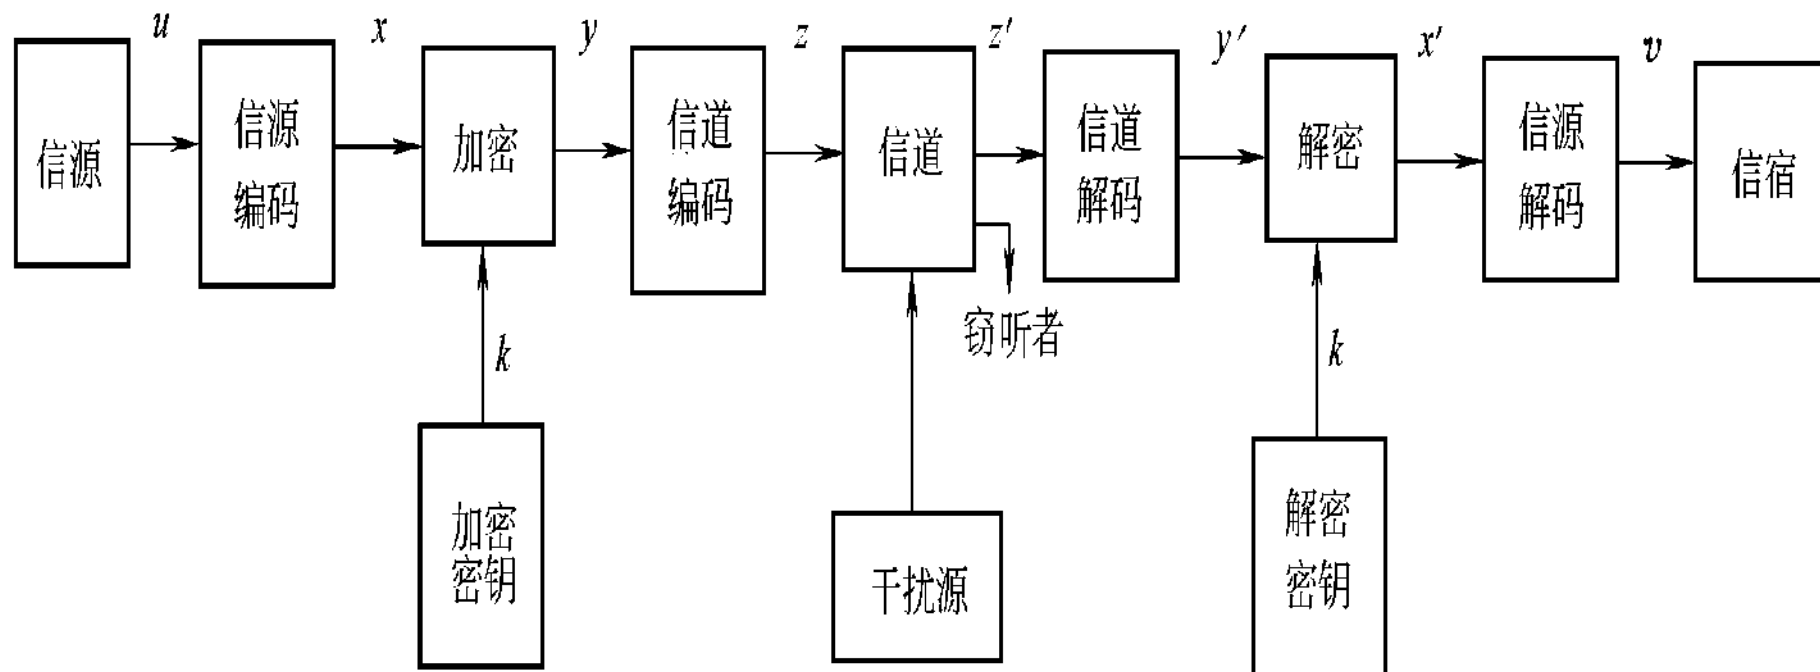 u
x
y
z
z′
y′
x′
v
信源
信源
编码
加密
信道
编码
信道
信道
解码
解密
信源
解码
信宿
窃听者
k
k
加密
密钥
干扰源
解密
密钥